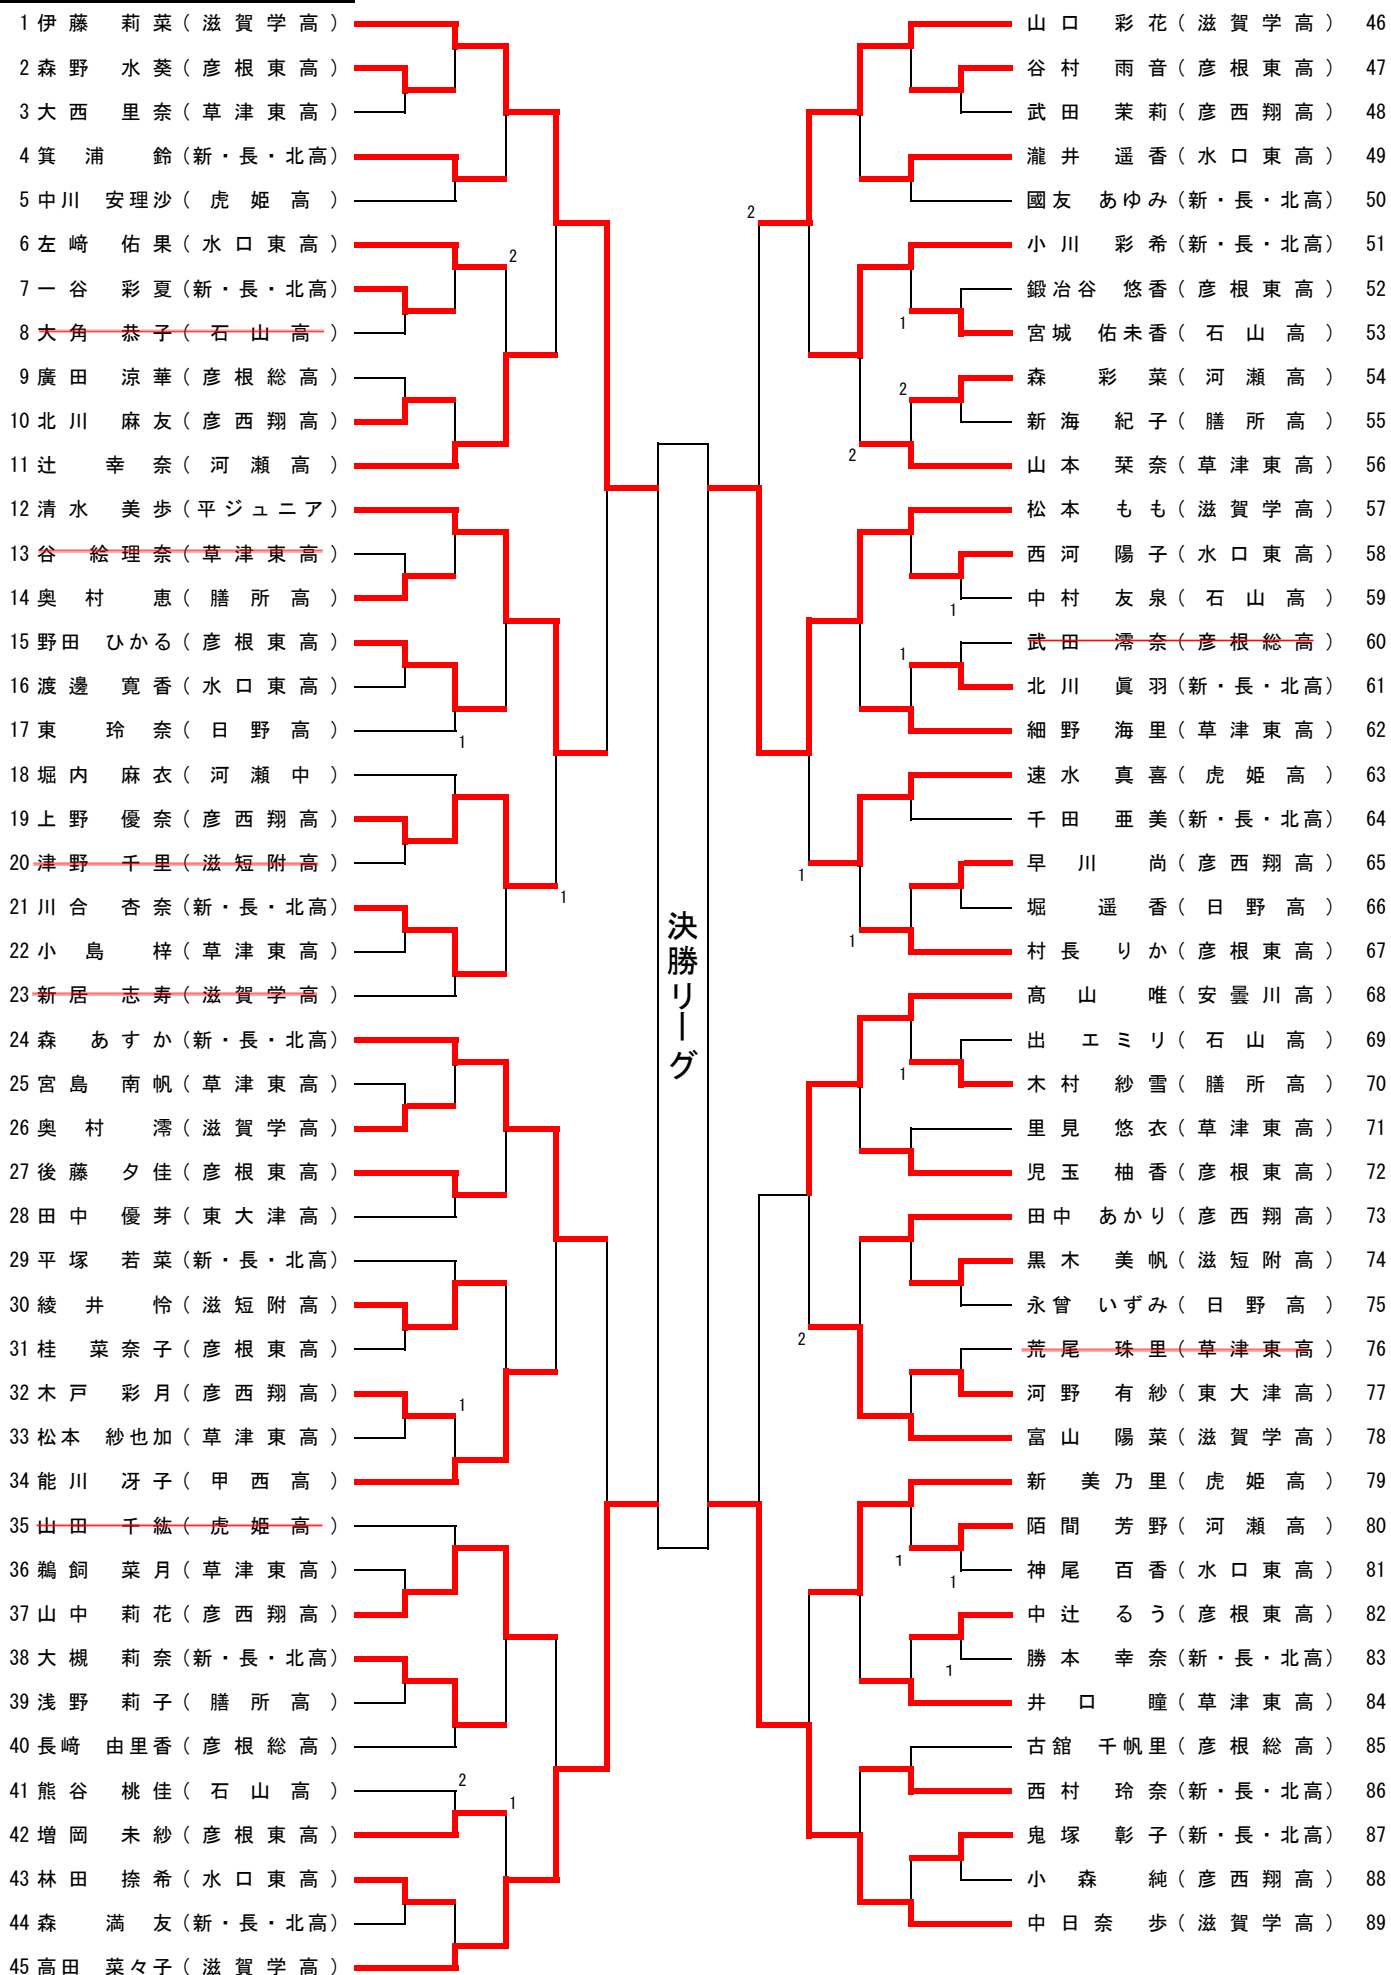 1 伊藤 莉菜(滋賀学高)
2 森野 水葵(彦根東高)
3 大西 里奈(草津東高)
4 箕浦 鈴(新・長・北高)
5 中川 安理沙(虎姫高)
6 左﨑 佑果(水口東高)
2
7 一谷 彩夏(新・長・北高)
8 大角 恭子(石山高)
9 廣田 涼華(彦根総高)
10 北川 麻友(彦西翔高)
11 辻 幸奈(河瀬高)
12 清水 美歩(平ジュニア)
13 谷 絵理奈(草津東高)
14 奥村 恵(膳所高)
15 野田 ひかる(彦根東高)
16 渡邊 寛香(水口東高)
17 東 玲奈(日野高)
1
18 堀内 麻衣(河瀬中)
19 上野 優奈(彦西翔高)
20 津野 千里(滋短附高)
1
21 川合 杏奈(新・長・北高)
22 小島 梓(草津東高)
23 新居 志寿(滋賀学高)
24 森 あすか(新・長・北高)
25 宮島 南帆(草津東高)
26 奥村 澪(滋賀学高)
27 後藤 夕佳(彦根東高)
28 田中 優芽(東大津高)
29 平塚 若菜(新・長・北高)
30 綾井 怜(滋短附高)
31 桂 菜奈子(彦根東高)
32 木戸 彩月(彦西翔高)
1
33 松本 紗也加(草津東高)
34 能川 冴子(甲西高)
35 山田 千紘(虎姫高)
36 鵜飼 菜月(草津東高)
37 山中 莉花(彦西翔高)
38 大槻 莉奈(新・長・北高)
39 浅野 莉子(膳所高)
40 長﨑 由里香(彦根総高)
41 熊谷 桃佳(石山高)
2
1
42 増岡 未紗(彦根東高)
43 林田 捺希(水口東高)
44 森 満友(新・長・北高)
45 高田 菜々子(滋賀学高)
決勝リーグ
山口 彩花(滋賀学高) 46
谷村 雨音(彦根東高) 47
武田 茉莉(彦西翔高) 48
瀧井 遥香(水口東高) 49
國友 あゆみ(新・長・北高) 50
2
小川 彩希(新・長・北高) 51
鍛冶谷 悠香(彦根東高) 52
1
宮城 佑未香(石山高) 53
森 彩菜(河瀬高) 54
2
新海 紀子(膳所高) 55
2
山本 栞奈(草津東高) 56
松本 もも(滋賀学高) 57
西河 陽子(水口東高) 58
中村 友泉(石山高) 59
1
武田 澪奈(彦根総高) 60
1
北川 眞羽(新・長・北高) 61
細野 海里(草津東高) 62
速水 真喜(虎姫高) 63
千田 亜美(新・長・北高) 64
早川 尚(彦西翔高) 65
1
堀 遥香(日野高) 66
1
村長 りか(彦根東高) 67
髙山 唯(安曇川高) 68
出 エミリ(石山高) 69
1
木村 紗雪(膳所高) 70
里見 悠衣(草津東高) 71
児玉 柚香(彦根東高) 72
田中 あかり(彦西翔高) 73
黒木 美帆(滋短附高) 74
永曾 いずみ(日野高) 75
2
荒尾 珠里(草津東高) 76
河野 有紗(東大津高) 77
富山 陽菜(滋賀学高) 78
新 美乃里(虎姫高) 79
陌間 芳野(河瀬高) 80
1
神尾 百香(水口東高) 81
1
中辻 るう(彦根東高) 82
勝本 幸奈(新・長・北高) 83
1
井口 瞳(草津東高) 84
古舘 千帆里(彦根総高) 85
西村 玲奈(新・長・北高) 86
鬼塚 彰子(新・長・北高) 87
小森 純(彦西翔高) 88
中日奈 歩(滋賀学高) 89